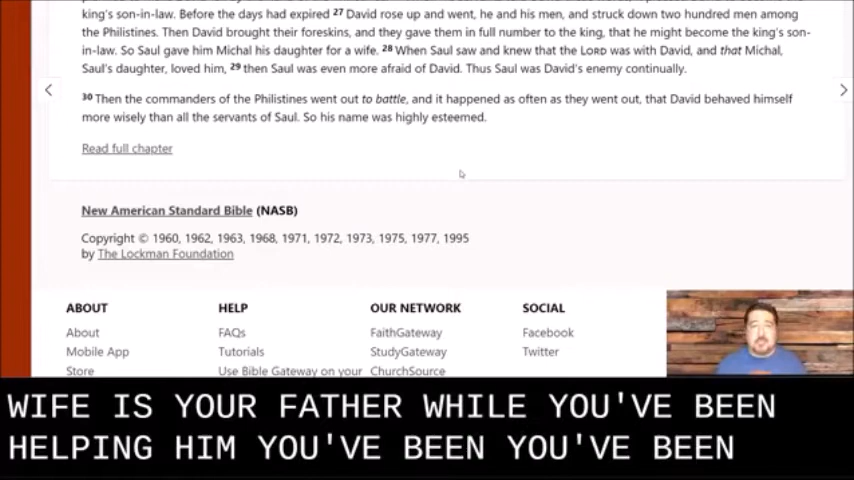 king's son-in-law. Before the days had expired 27 David rose up and went, he and his men, and struck down two hundred men among
the Philistines. Then David brought their foreskins, and they gave them in full number to the king, that he might become the king's son-
in-law. So Saul gave him Michal his daughter for a wife. 28 When Saul saw and knew that the LORD was with David, and that Michal,
Saul's daughter, loved him, 29 then Saul was even more afraid of David. Thus Saul was David's enemy continually.
30 Then the commanders of the Philistines went out to battle, and it happened as often as they went out, that David behaved himself
more wisely than all the servants of Saul. So his name was highly esteemed.
Read full chapter
New American Standard Bible (NASB)
Copyright © 1960, 1962, 1963, 1968, 1971, 1972, 1973, 1975, 1977, 1995
by The Lockman Foundation
ABOUT HELP OUR NETWORK SOCIAL
About FAQs FaithGateway Facebook
Mobile App Tutorials StudyGateway Twitter
Store Use Bible Gateway on your ChurchSource
WIFE IS YOUR FATHER WHILE YOU'VE BEEN
HELPING HIM YOU'VE BEEN YOU'VE BEEN